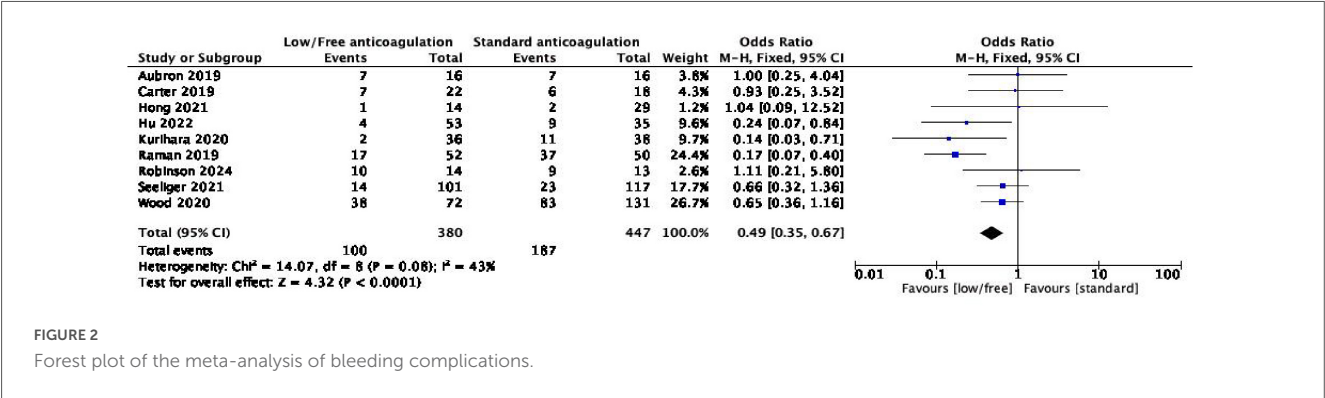 Low/Free anticoagulation Standard anticoagulation Odds Ratio Odds Ratio
Study or Subgroup Events Total Events Total Weight M-H, Fixed, 95% CI M-H, Fixed, 95% CI
Aubron 2019 7 16 7 16 3.8% 1.00 [0.25, 4.04]
Carter 2019 7 22 6 18 4.3% 0.93 [0.25, 3.52]
Hong 2021 1 14 2 29 1.2% 1.04 [0.09, 12.52]
Hu 2022 4 53 9 35 9.6% 0.24 [0.07, 0.84]
Kurihara 2020 2 36 11 38 9.7% 0.14 [0.03, 0.71]
Raman 2019 17 52 37 50 24.4% 0.17 [0.07, 0.40]
Robinson 2024 10 14 9 13 2.6% 1.11 [0.21, 5.80]
Seeliger 2021 14 101 23 117 17.7% 0.66 [0.32, 1.36]
Wood 2020 38 72 83 131 26.7% 0.65 [0.36, 1.16]
Total (95% CI) 380 447 100.0% 0.49 [0.35, 0.67]
Total events 100 187
Heterogeneity: Chi² = 14.07, df = 8 (P = 0.08); I² = 43%
Test for overall effect: Z = 4.32 (P < 0.0001)
0.01 0.1 1 10 100
Favours [low/free] Favours [standard]
FIGURE 2
Forest plot of the meta-analysis of bleeding complications.